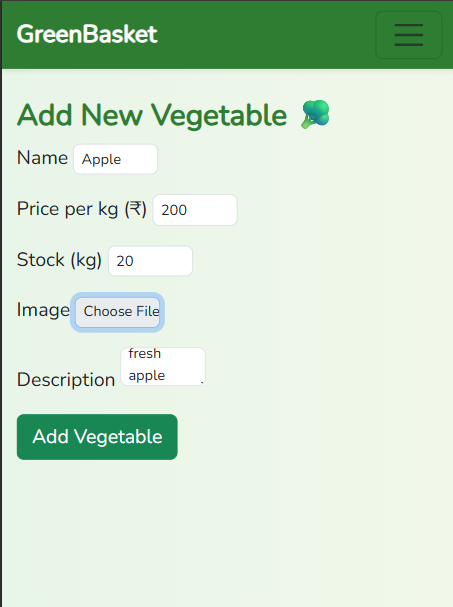 GreenBasket
Add New Vegetable 🥦
Name Apple
Price per kg (₹) 200
Stock (kg) 20
Image Choose File
fresh
Description apple
Add Vegetable